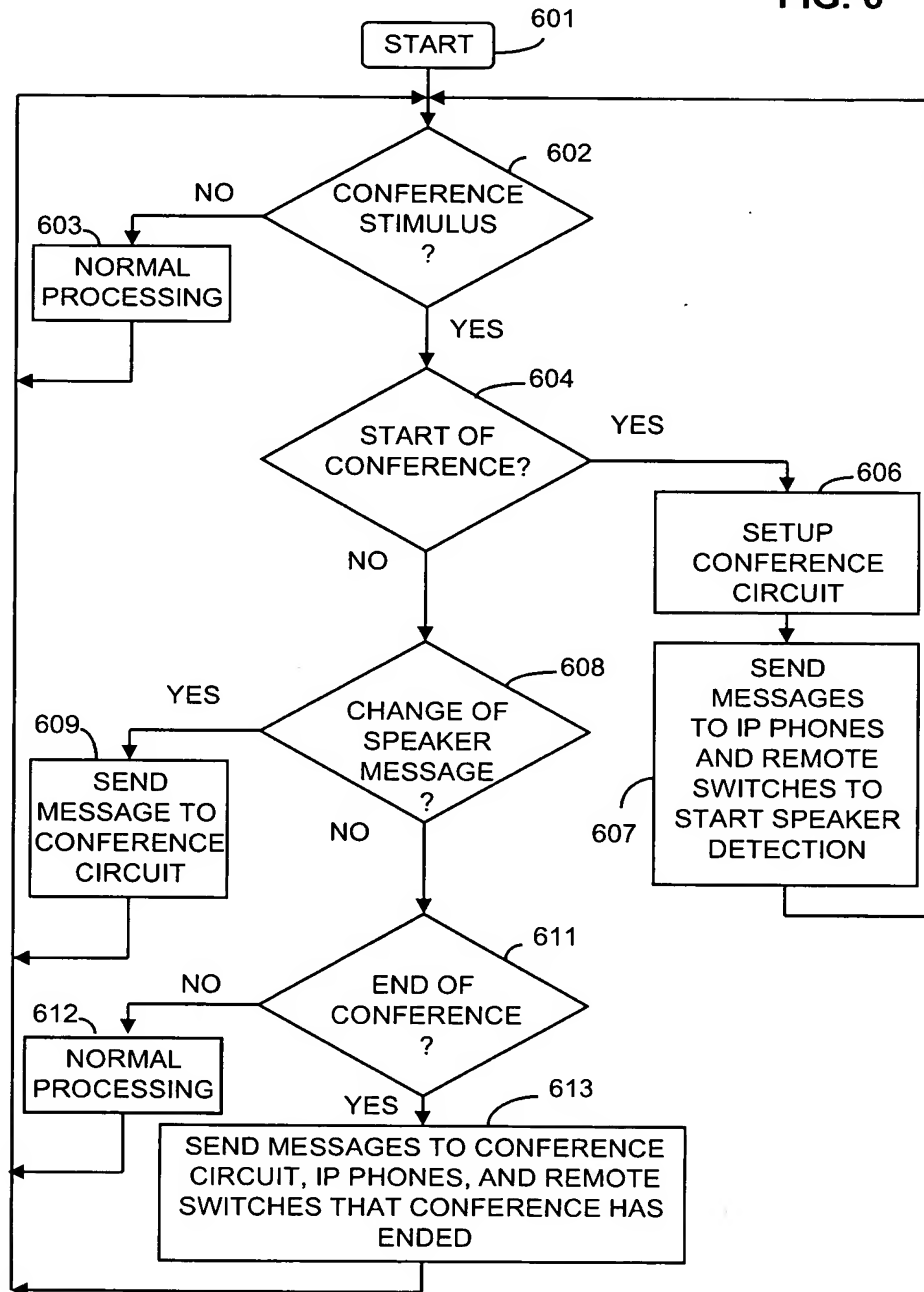 FIG. 6
START
601
602
CONFERENCE
STIMULUS
?
NO
603
NORMAL
PROCESSING
YES
604
START OF
CONFERENCE?
YES
606
SETUP
CONFERENCE
CIRCUIT
NO
608
CHANGE OF
SPEAKER
MESSAGE
?
YES
609
SEND
MESSAGE TO
CONFERENCE
CIRCUIT
SEND
MESSAGES
TO IP PHONES
AND REMOTE
SWITCHES TO
START SPEAKER
DETECTION
607
NO
611
END OF
CONFERENCE
?
NO
612
NORMAL
PROCESSING
YES
613
SEND MESSAGES TO CONFERENCE
CIRCUIT, IP PHONES, AND REMOTE
SWITCHES THAT CONFERENCE HAS
ENDED